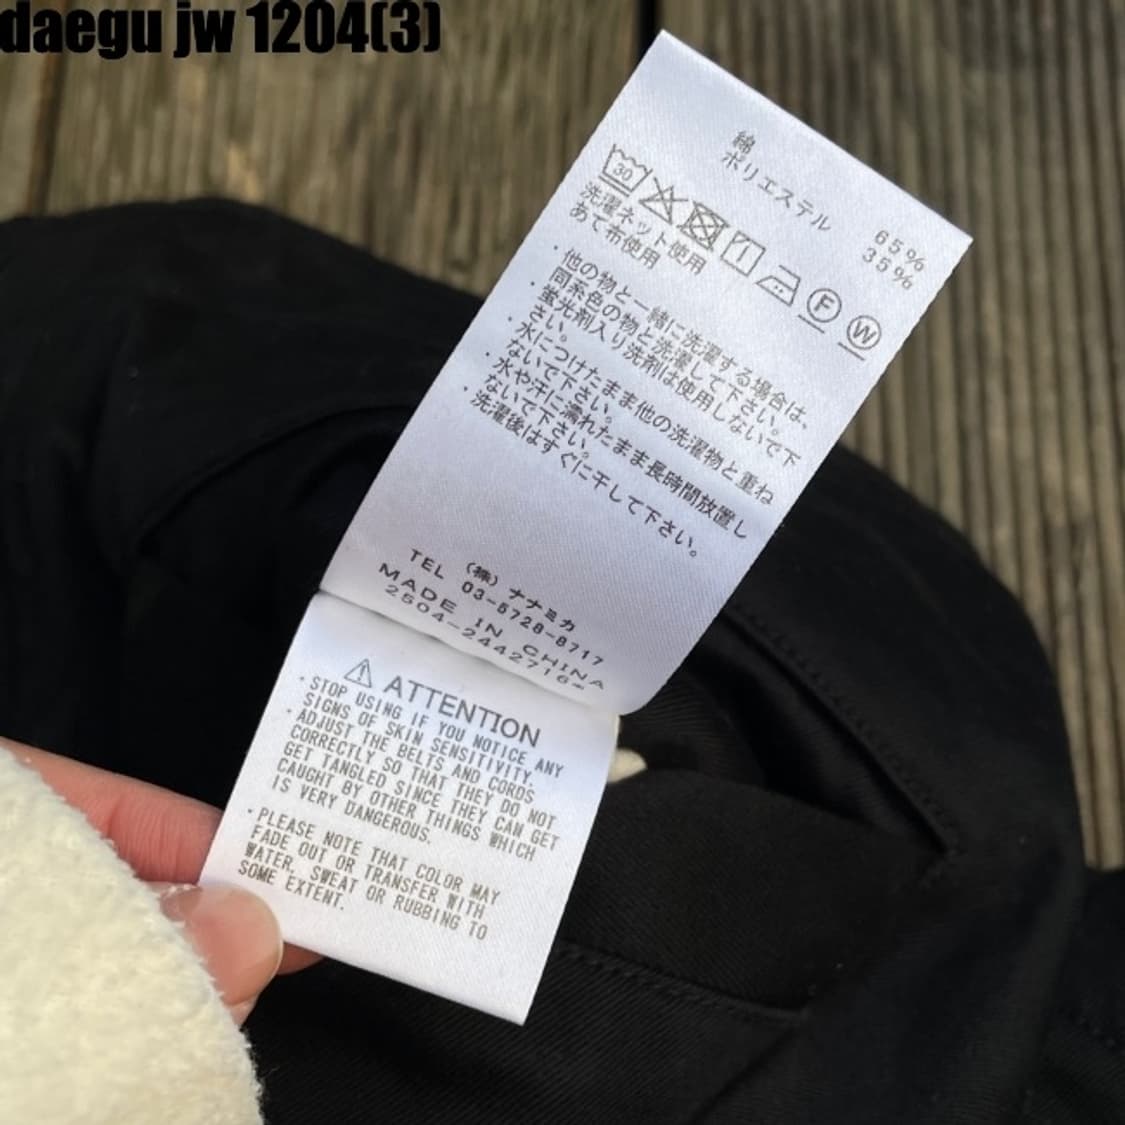 daegu jw 1204(3)
綿 65%
ポリエステル 35%
30 F W
洗濯ネット使用
あて布使用
・他の物と一緒に洗濯する場合は、
同系色の物と洗濯して下さい。
・蛍光剤入り洗剤は使用しないで下
さい。
・水につけたまま他の洗濯物と重ね
ないで下さい。
・水や汗に濡れたまま長時間放置し
ないで下さい。
・洗濯後はすぐに干して下さい。
(株)ナナミカ
TEL 03-5728-8717
MADE IN CHINA
⚠ ATTENTION
・STOP USING IF YOU NOTICE ANY
SIGNS OF SKIN SENSITIVITY.
・ADJUST THE BELTS AND CORDS
CORRECTLY SO THAT THEY DO NOT
GET TANGLED SINCE THEY CAN GET
CAUGHT BY OTHER THINGS WHICH
IS VERY DANGEROUS.
・PLEASE NOTE THAT COLOR MAY
FADE OUT OR TRANSFER WITH
WATER, SWEAT OR RUBBING TO
SOME EXTENT.